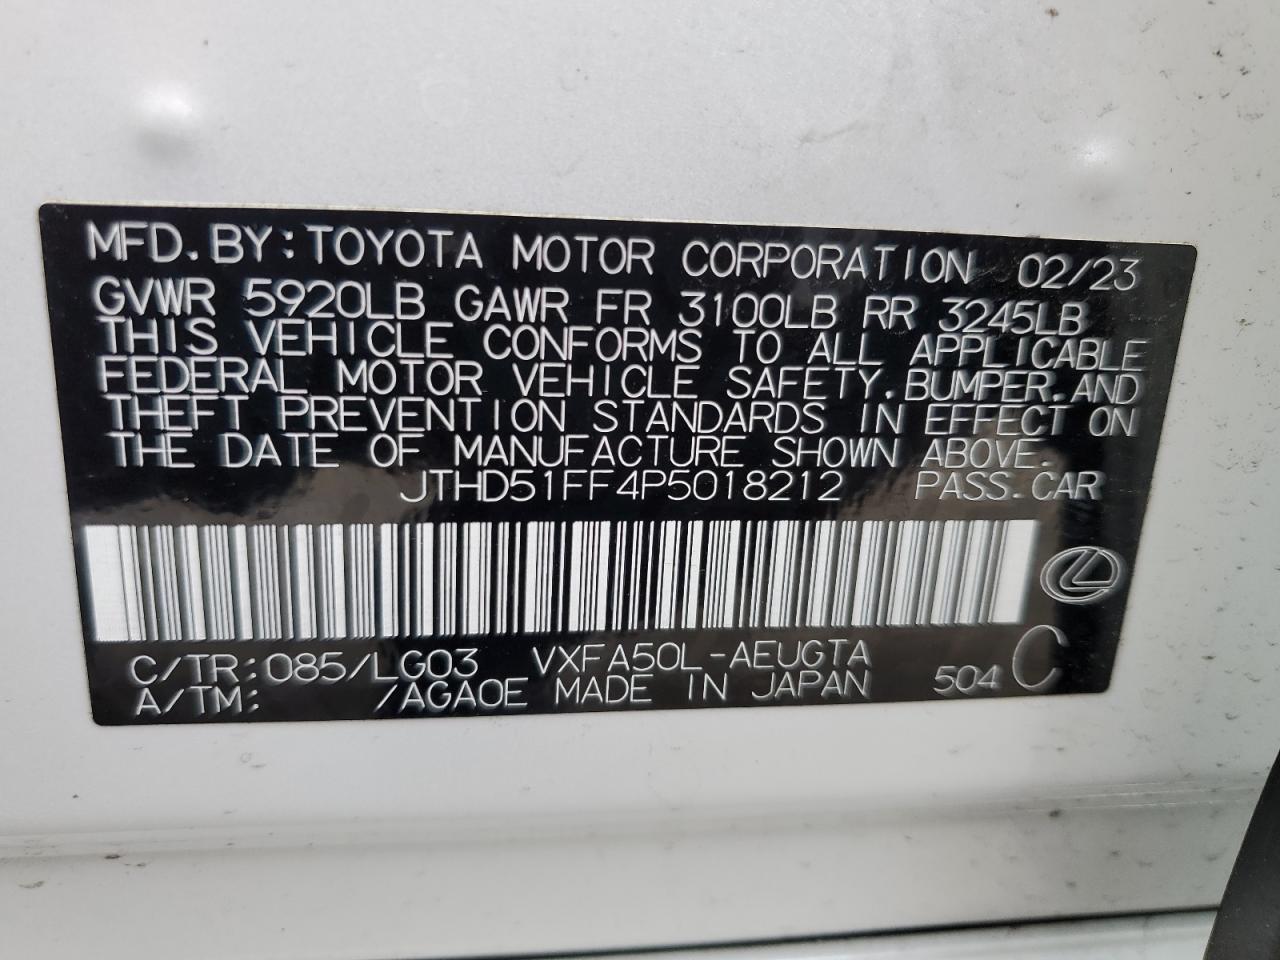 MFD. BY: TOYOTA MOTOR CORPORATION 02/23
GVWR 5920LB GAWR FR 3100LB RR 3245LB
THIS VEHICLE CONFORMS TO ALL APPLICABLE
FEDERAL MOTOR VEHICLE SAFETY, BUMPER, AND
THEFT PREVENTION STANDARDS IN EFFECT ON
THE DATE OF MANUFACTURE SHOWN ABOVE.
JTHD51FF4P5018212 PASS. CAR
C/TR: 085/LG03 VXFA50L-AEUGTA
A/TM: /AGA0E MADE IN JAPAN 504 C